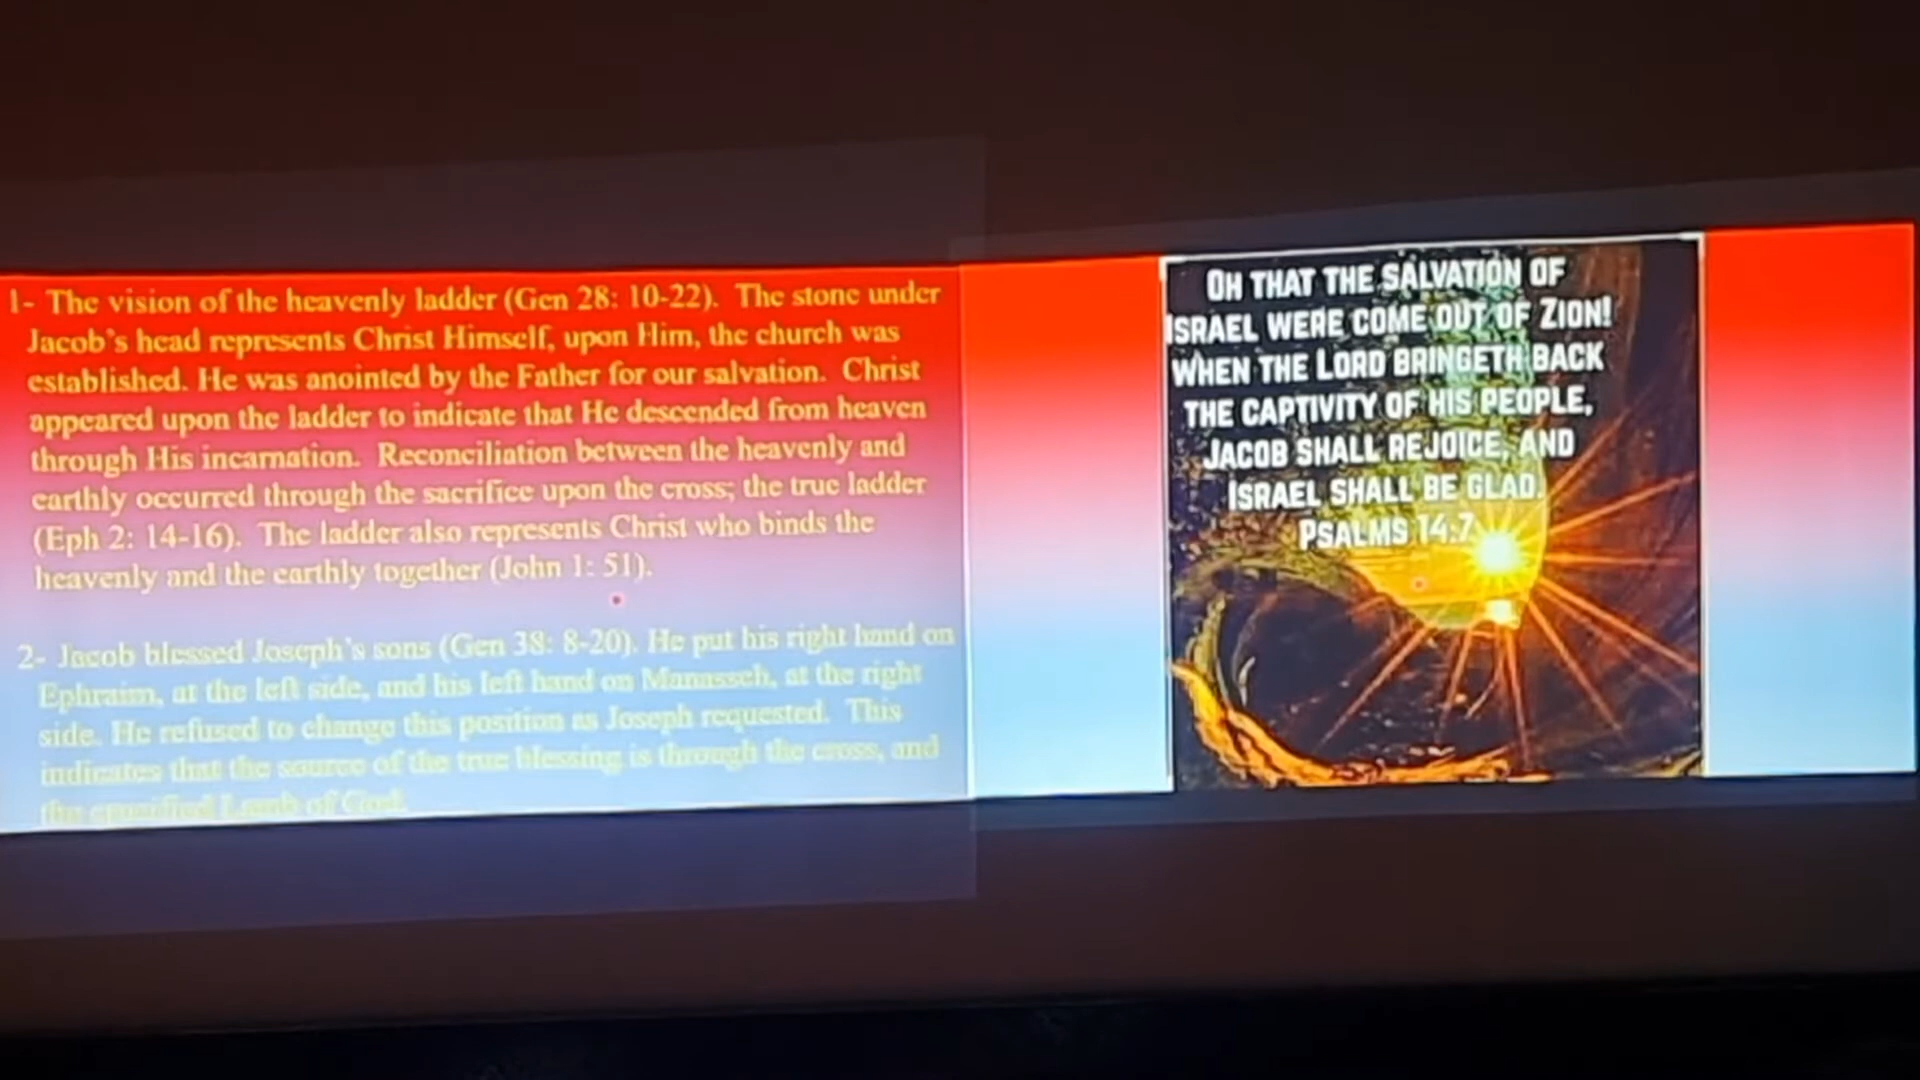 1- The vision of the heavenly ladder (Gen 28: 10-22). The stone under
Jacob's head represents Christ Himself, upon Him, the church was
established. He was anointed by the Father for our salvation. Christ
appeared upon the ladder to indicate that He descended from heaven
through His incarnation. Reconciliation between the heavenly and
earthly occurred through the sacrifice upon the cross; the true ladder
(Eph 2: 14-16). The ladder also represents Christ who binds the
heavenly and the earthly together (John 1: 51).
2- Jacob blessed Joseph's sons (Gen 38: 8-20). He put his right hand on
Ephraim, at the left side, and his left hand on Manasseh, at the right
side. He refused to change this position as Joseph requested. This
indicates that the source of the true blessing is through the cross, and
the crucified Lamb of God.
OH THAT THE SALVATION OF
ISRAEL WERE COME OUT OF ZION!
WHEN THE LORD BRINGETH BACK
THE CAPTIVITY OF HIS PEOPLE,
JACOB SHALL REJOICE, AND
ISRAEL SHALL BE GLAD.
PSALMS 14:7